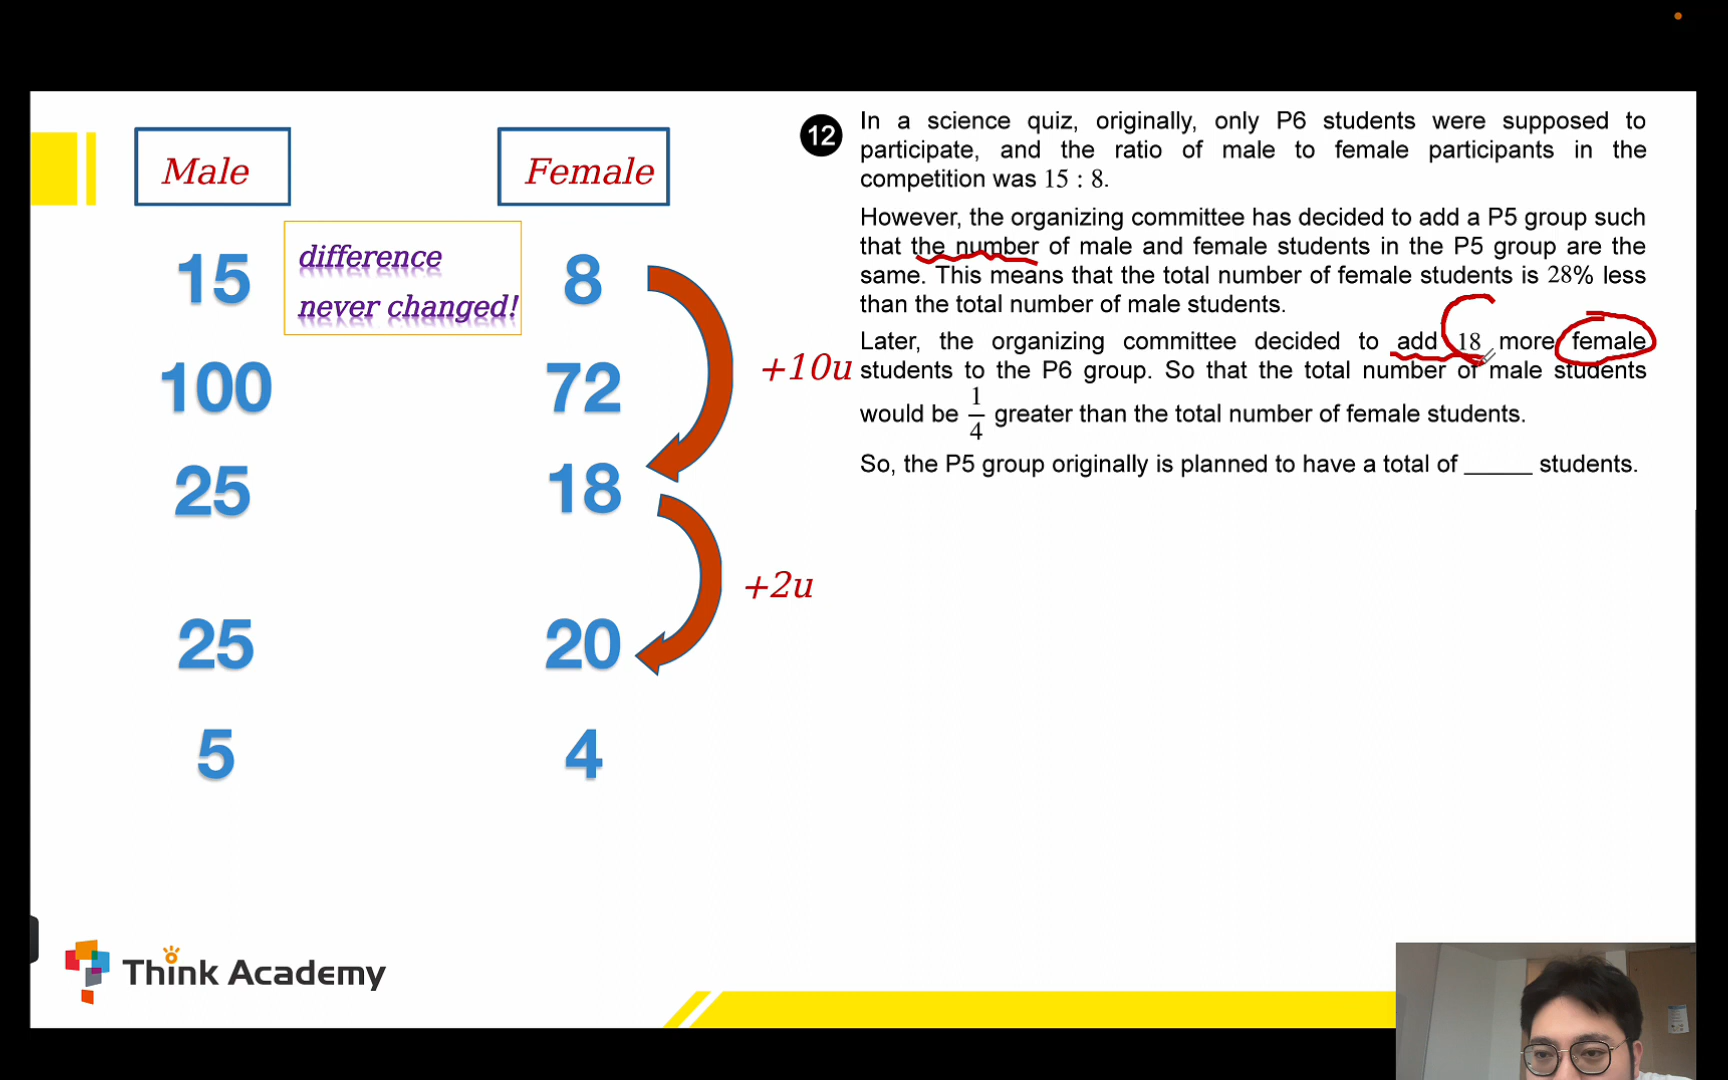 Male
Female
15
difference
never changed!
8
100
72
+10u
25
18
+2u
25
20
5
4
12
In a science quiz, originally, only P6 students were supposed to
participate, and the ratio of male to female participants in the
competition was 15 : 8.
However, the organizing committee has decided to add a P5 group such
that the number of male and female students in the P5 group are the
same. This means that the total number of female students is 28% less
than the total number of male students.
Later, the organizing committee decided to add 18 more female
students to the P6 group. So that the total number of male students
would be 1/4 greater than the total number of female students.
So, the P5 group originally is planned to have a total of _____ students.
Think Academy